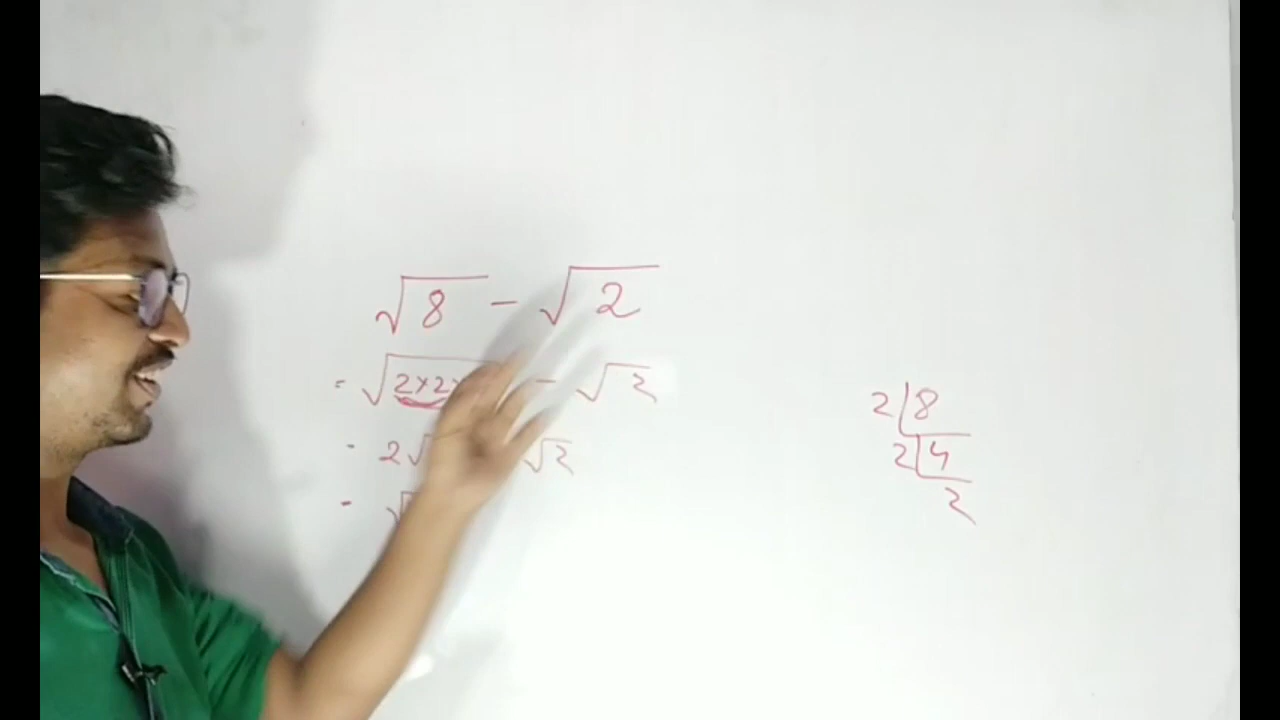 √8 - √2
= √2×2× - √2
= 2√ √2
= √
2 | 8
2 | 4
2